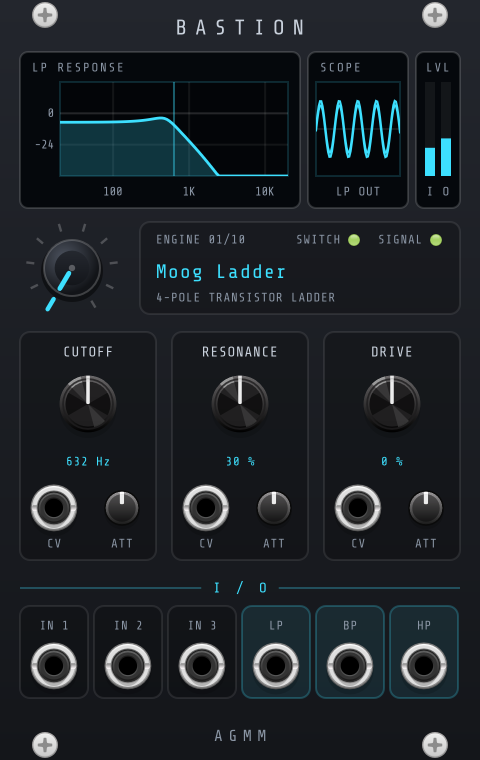 BASTION
LP RESPONSE
SCOPE
LVL
0
-24
100 1K 10K
LP OUT
I O
ENGINE 01/10
SWITCH
SIGNAL
Moog Ladder
4-POLE TRANSISTOR LADDER
CUTOFF
RESONANCE
DRIVE
632 Hz
30 %
0 %
CV ATT
CV ATT
CV ATT
I / O
IN 1
IN 2
IN 3
LP
BP
HP
AGMM